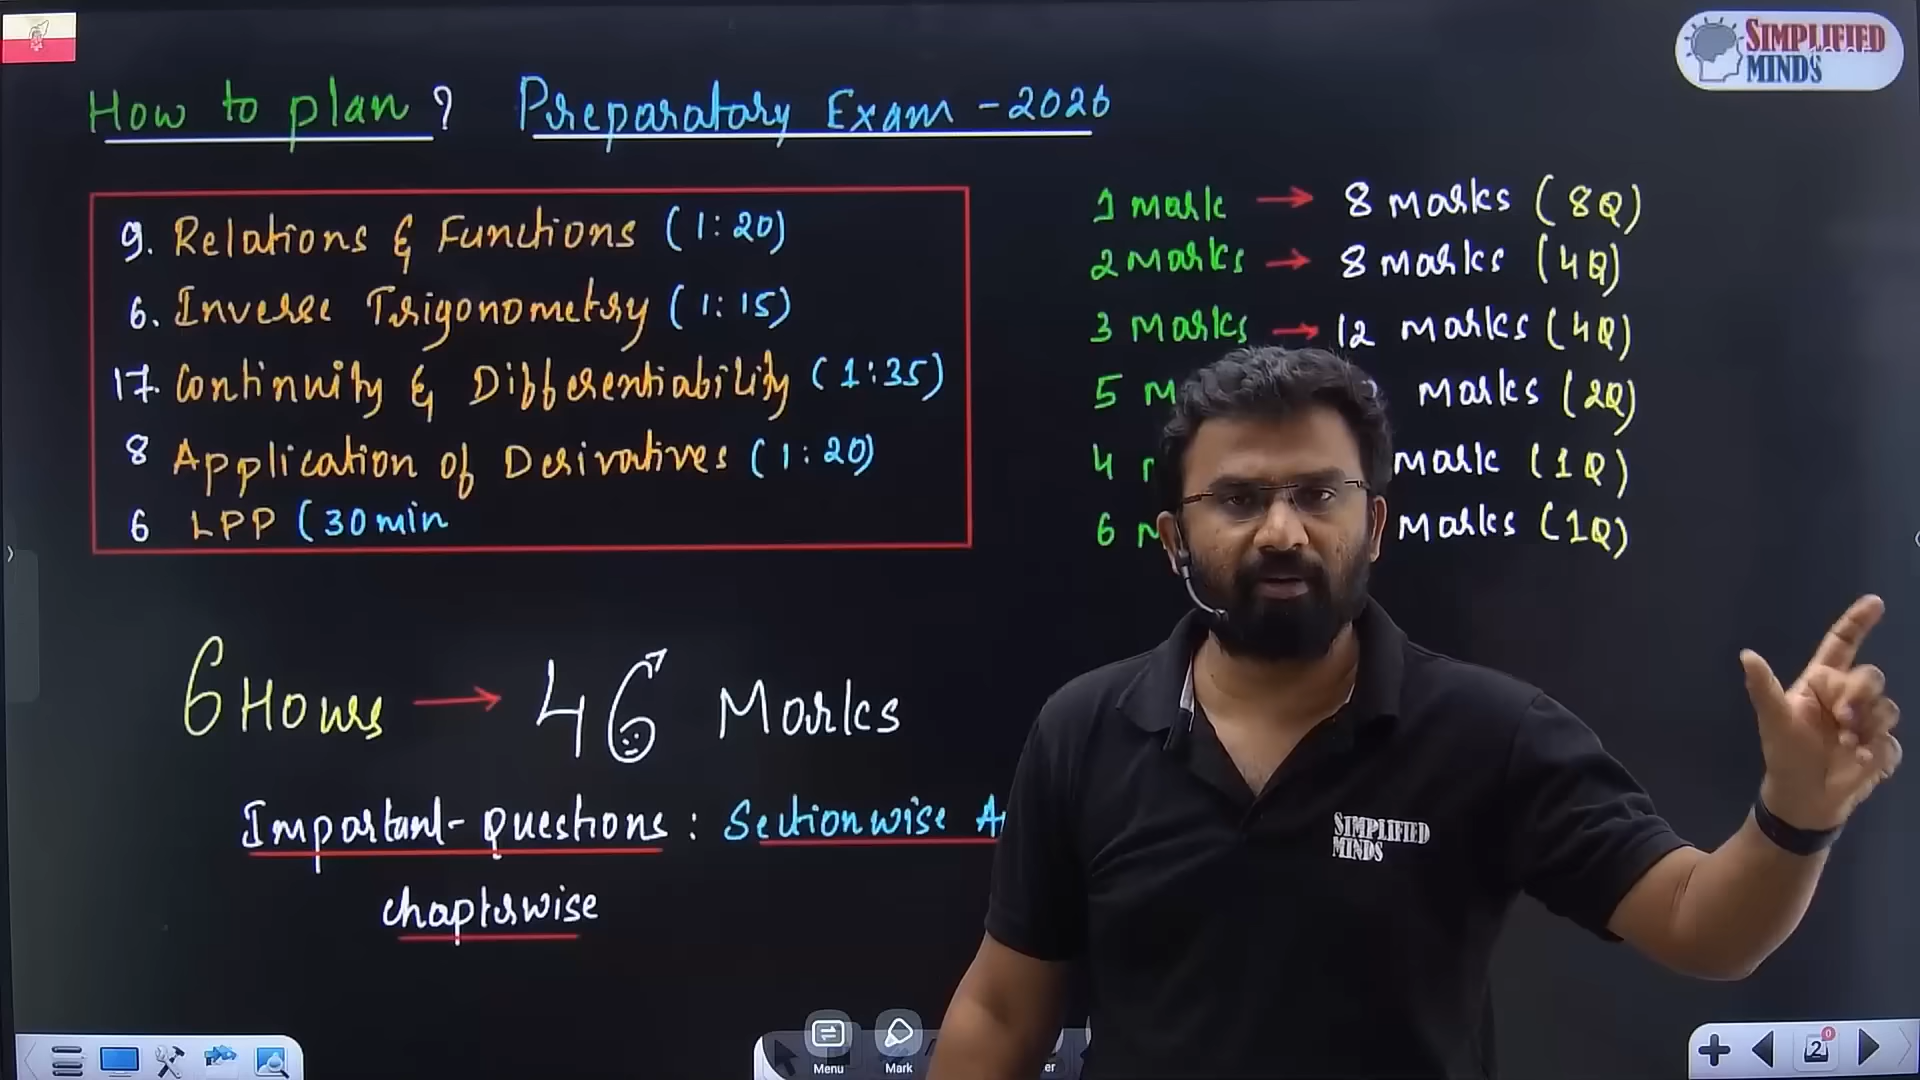 SIMPLIFIED
MINDS
How to plan? Preparatory Exam - 2026
9. Relations & Functions (1:20)
6. Inverse Trigonometry (1:15)
17. Continuity & Differentiability (1:35)
8 Application of Derivatives (1:20)
6 LPP (30min
1 mark → 8 marks (8Q)
2 Marks → 8 marks (4Q)
3 Marks → 12 Marks (4Q)
5 M Marks (2Q)
4 mark (1Q)
6 Marks (1Q)
6 Hours → 46 Marks
Important Questions : Sectionwise
chapterwise
SIMPLIFIED
MINDS
Menu
Mark
2
0